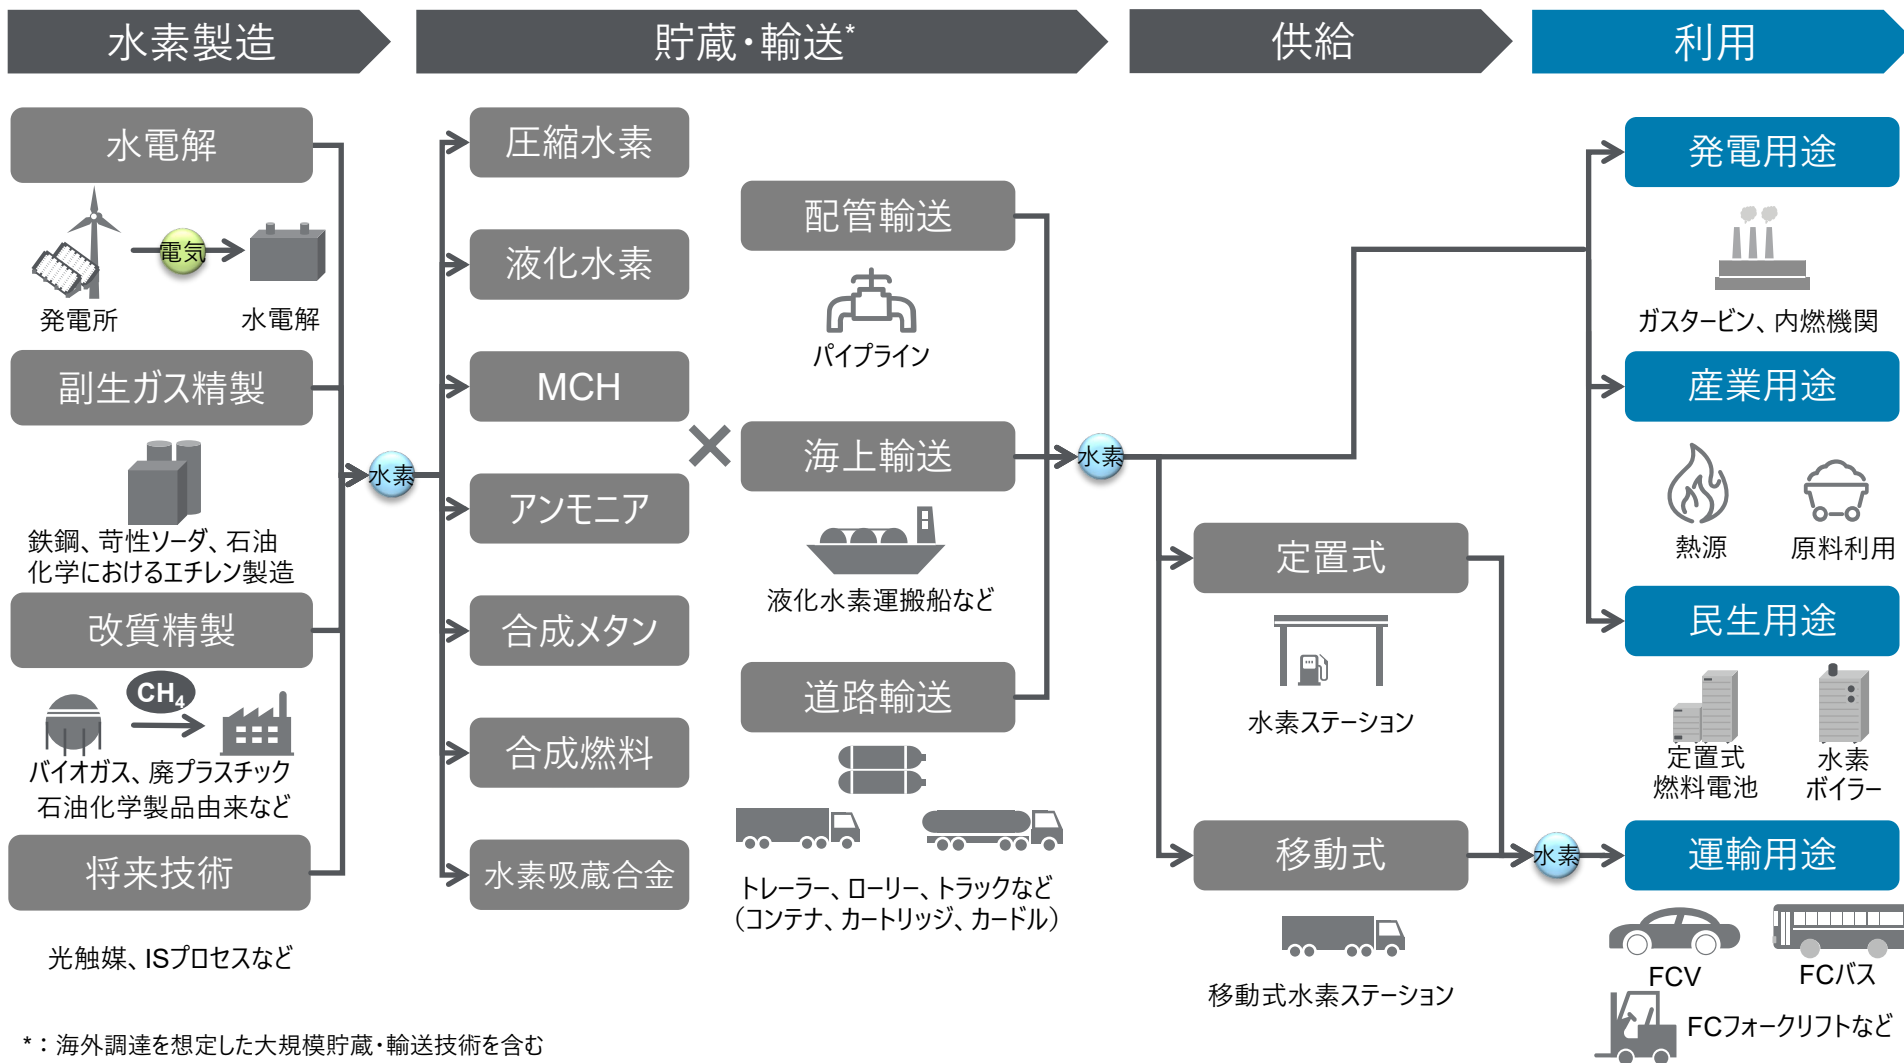 水素製造
貯蔵・輸送*
供給
利用
水電解
電気
発電所
水電解
副生ガス精製
鉄鋼、苛性ソーダ、石油
化学におけるエチレン製造
改質精製
CH4
バイオガス、廃プラスチック
石油化学製品由来など
将来技術
光触媒、ISプロセスなど
水素
圧縮水素
液化水素
MCH
アンモニア
合成メタン
合成燃料
水素吸蔵合金
配管輸送
パイプライン
海上輸送
液化水素運搬船など
道路輸送
トレーラー、ローリー、トラックなど
（コンテナ、カートリッジ、カードル）
水素
定置式
水素ステーション
移動式
移動式水素ステーション
水素
発電用途
ガスタービン、内燃機関
産業用途
熱源
原料利用
民生用途
定置式
燃料電池
水素
ボイラー
運輸用途
FCV
FCバス
FCフォークリフトなど
*：海外調達を想定した大規模貯蔵・輸送技術を含む